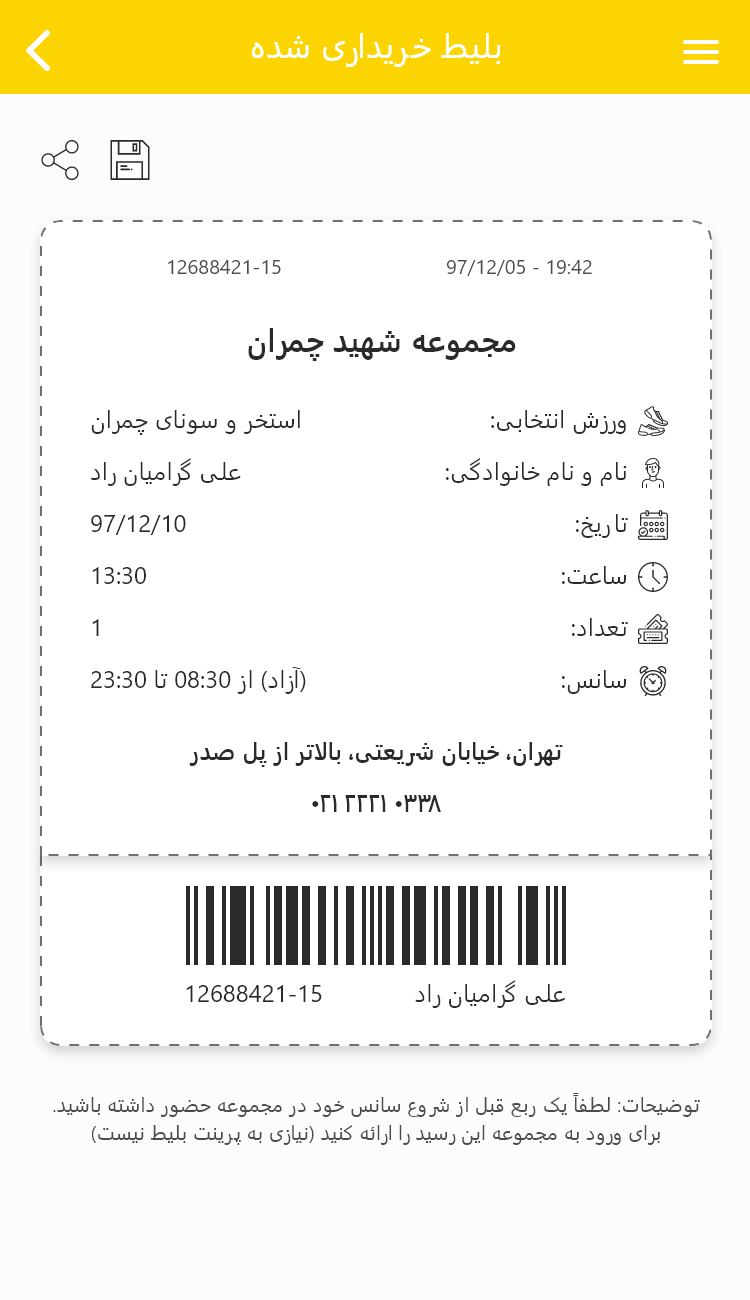 بلیط خریداری شده
97/12/05 - 19:42 12688421-15
مجموعه شهید چمران
ورزش انتخابی: استخر و سونای چمران
نام و نام خانوادگی: علی گرامیان راد
تاریخ: 97/12/10
ساعت: 13:30
تعداد: 1
سانس: (آزاد) از 08:30 تا 23:30
تهران، خیابان شریعتی، بالاتر از پل صدر
۰۲۱ ۲۲۲۱ ۰۳۳۸
علی گرامیان راد 12688421-15
توضیحات: لطفاً یک ربع قبل از شروع سانس خود در مجموعه حضور داشته باشید.
برای ورود به مجموعه این رسید را ارائه کنید (نیازی به پرینت بلیط نیست)